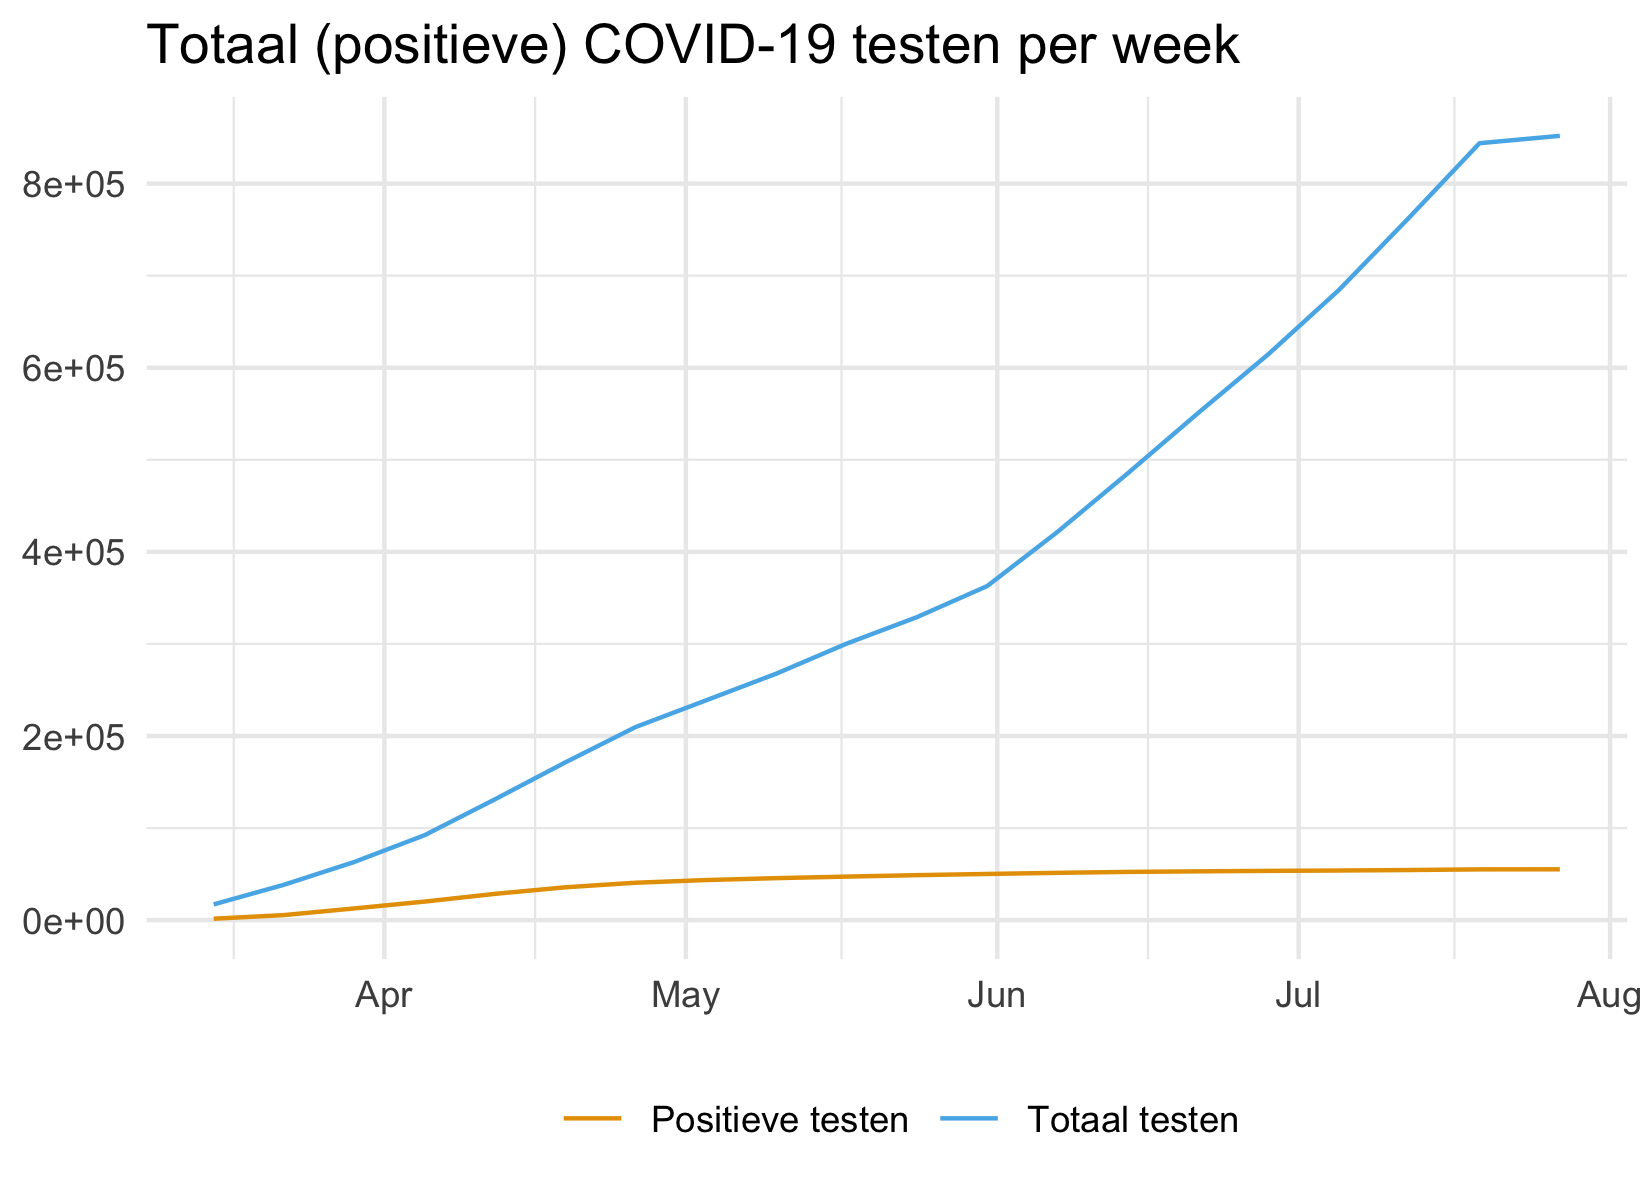 Totaal (positieve) COVID-19 testen per week
8e+05
6e+05
4e+05
2e+05
0e+00
Apr May Jun Jul Aug
Positieve testen Totaal testen